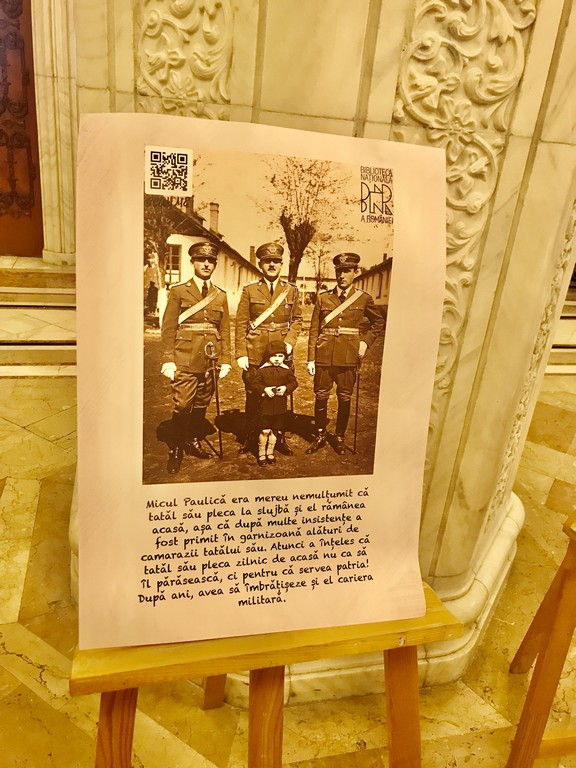 SCAN ME
BIBLIOTECA
NAȚIONALĂ
A ROMÂNIEI
Micul Paulică era mereu nemulțumit că
tatăl său pleca la slujbă și el rămânea
acasă, așa că după multe insistențe a
fost primit în garnizoană alături de
camarazii tatălui său. Atunci a înțeles că
tatăl său pleca zilnic de acasă nu ca să
îl părăsească, ci pentru că servea patria!
După ani, avea să îmbrățișeze și el cariera
militară.